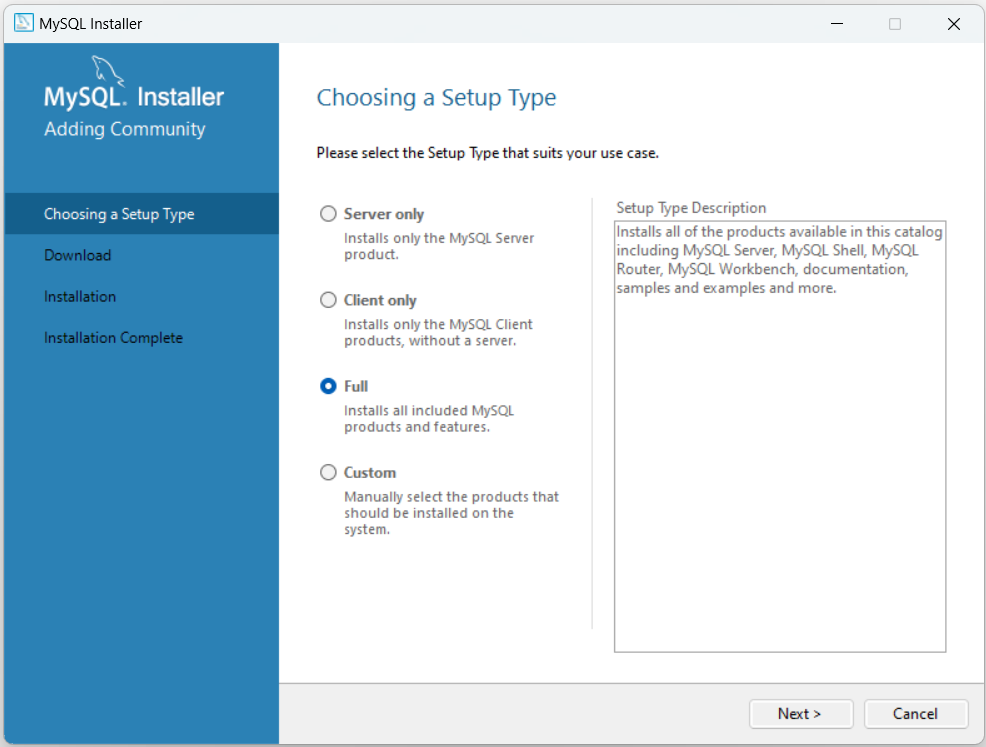 MySQL Installer
MySQL. Installer
Adding Community
Choosing a Setup Type
Download
Installation
Installation Complete
Choosing a Setup Type
Please select the Setup Type that suits your use case.
Server only
Installs only the MySQL Server
product.
Client only
Installs only the MySQL Client
products, without a server.
Full
Installs all included MySQL
products and features.
Custom
Manually select the products that
should be installed on the
system.
Setup Type Description
Installs all of the products available in this catalog
including MySQL Server, MySQL Shell, MySQL
Router, MySQL Workbench, documentation,
samples and examples and more.
Next >
Cancel